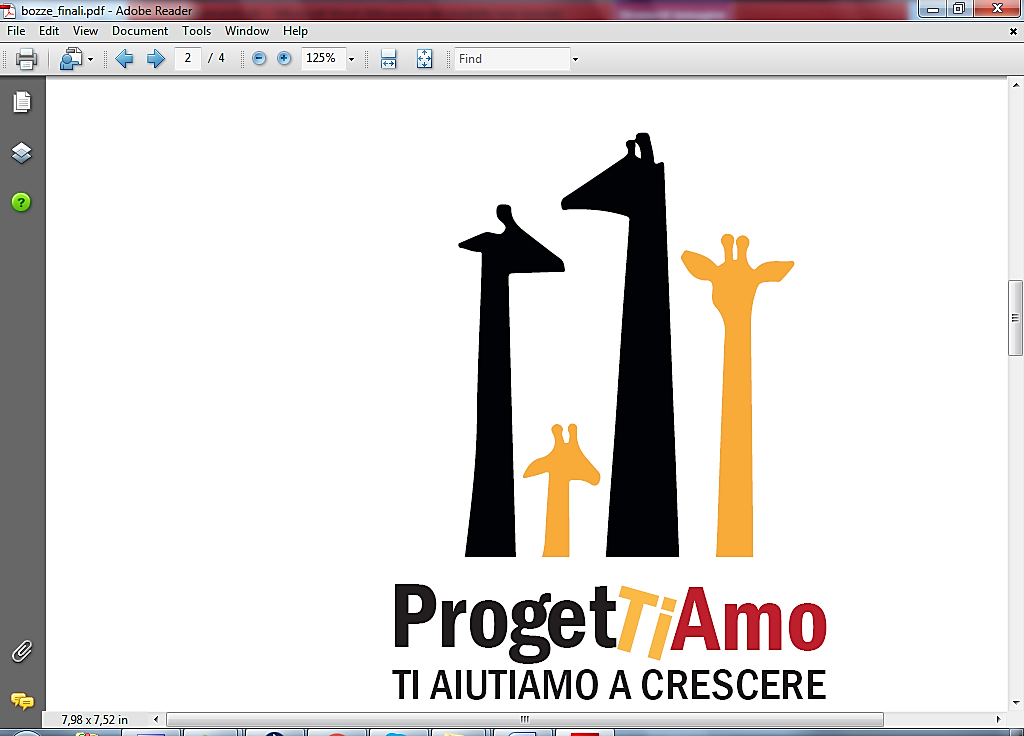 bozze_finali.pdf - Adobe Reader
File Edit View Document Tools Window Help
2 / 4 125% Find
?
ProgetTiAmo
TI AIUTIAMO A CRESCERE
7,98 x 7,52 in